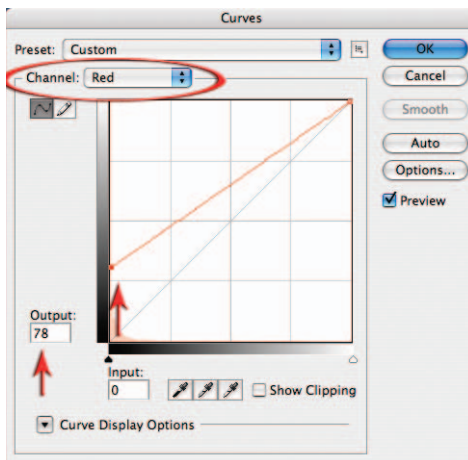 Curves
Preset: Custom
OK
Channel: Red
Cancel
Smooth
Auto
Options...
Preview
Output:
78
Input:
0
Show Clipping
Curve Display Options